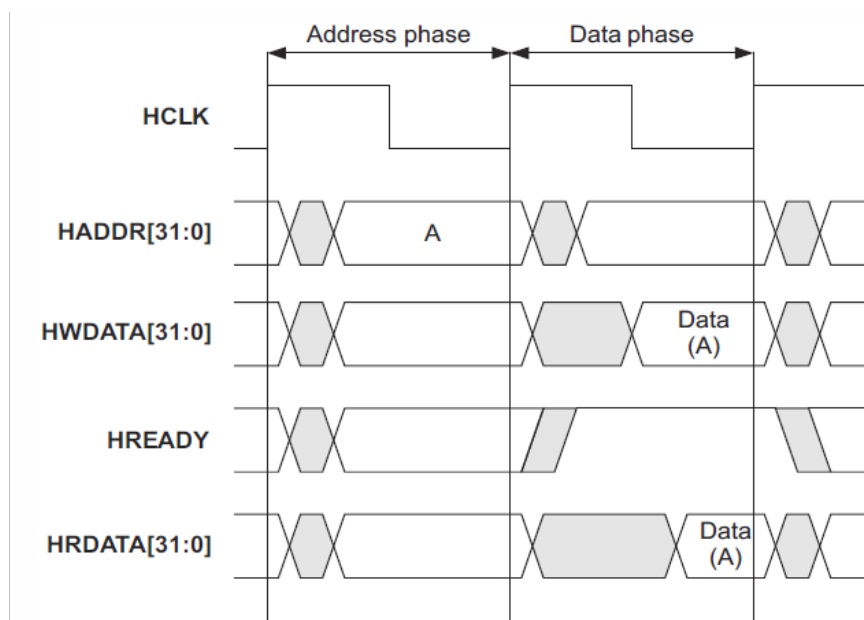 Address phase
Data phase
HCLK
HADDR[31:0]
A
HWDATA[31:0]
Data
(A)
HREADY
HRDATA[31:0]
Data
(A)